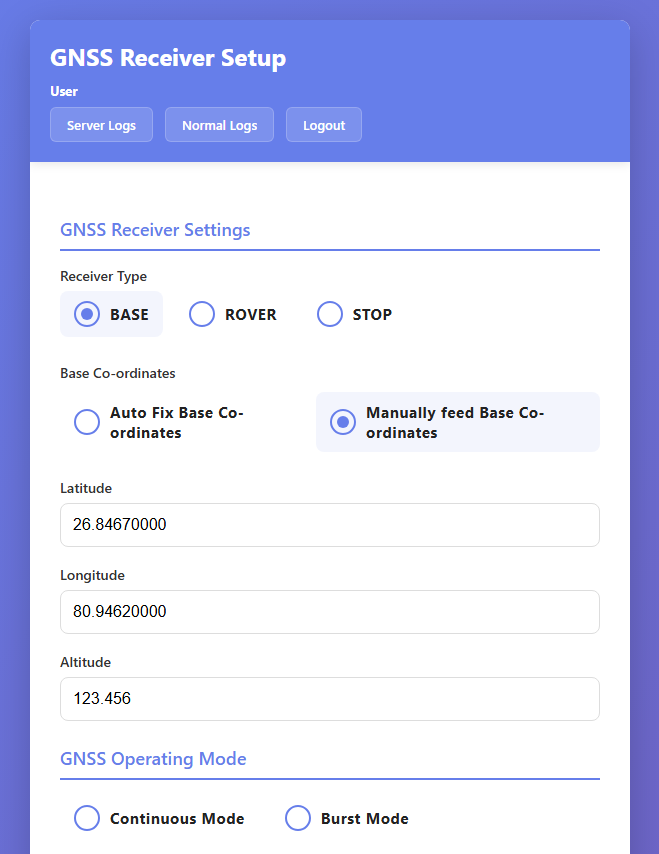 GNSS Receiver Setup
User
Server Logs Normal Logs Logout
GNSS Receiver Settings
Receiver Type
BASE ROVER STOP
Base Co-ordinates
Auto Fix Base Co-
ordinates
Manually feed Base Co-
ordinates
Latitude
26.84670000
Longitude
80.94620000
Altitude
123.456
GNSS Operating Mode
Continuous Mode Burst Mode